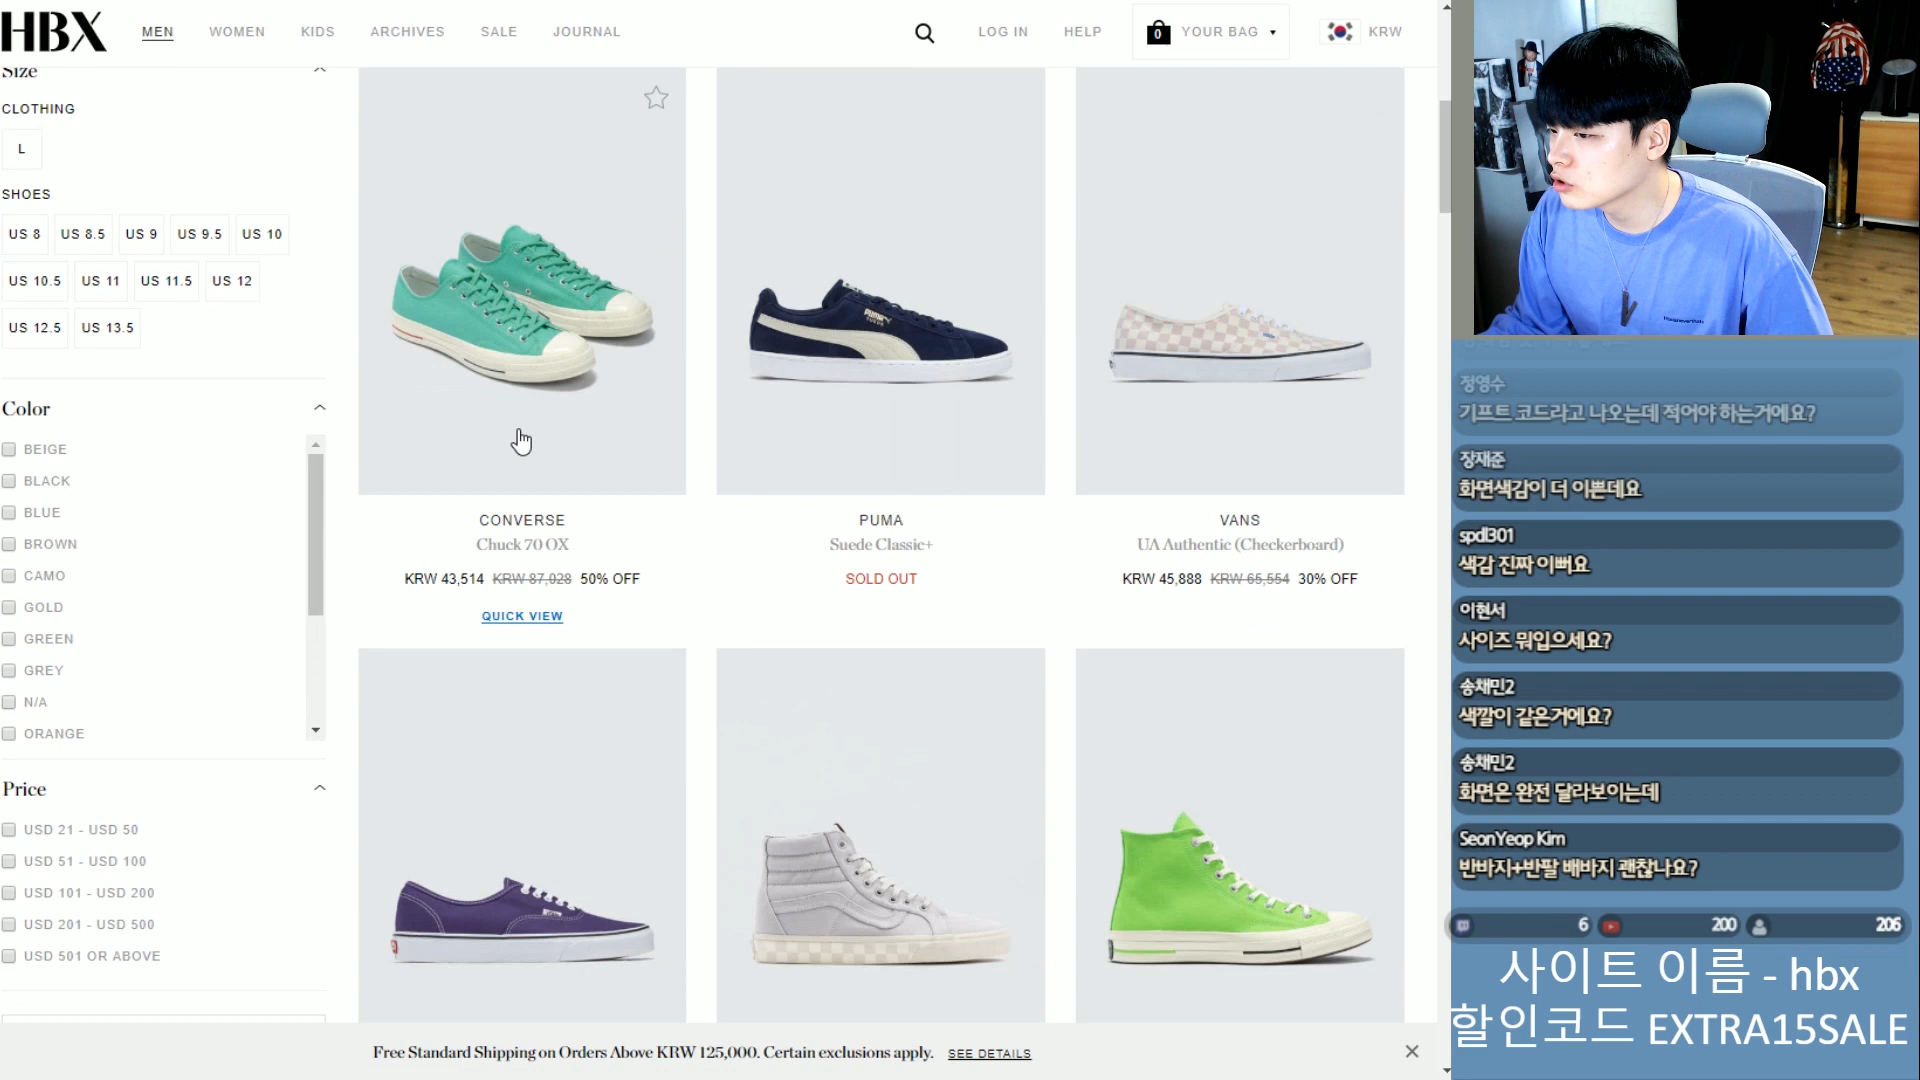 HBX
MEN
WOMEN
KIDS
ARCHIVES
SALE
JOURNAL
LOG IN
HELP
0
YOUR BAG
KRW
Size
CLOTHING
L
SHOES
US 8
US 8.5
US 9
US 9.5
US 10
US 10.5
US 11
US 11.5
US 12
US 12.5
US 13.5
Color
BEIGE
BLACK
BLUE
BROWN
CAMO
GOLD
GREEN
GREY
N/A
ORANGE
Price
USD 21 - USD 50
USD 51 - USD 100
USD 101 - USD 200
USD 201 - USD 500
USD 501 OR ABOVE
CONVERSE
Chuck 70 OX
KRW 43,514 KRW 87,028 50% OFF
QUICK VIEW
PUMA
Suede Classic+
SOLD OUT
VANS
UA Authentic (Checkerboard)
KRW 45,888 KRW 65,554 30% OFF
Free Standard Shipping on Orders Above KRW 125,000. Certain exclusions apply. SEE DETAILS
정영수
기프트 코드라고 나오는데 적어야 하는거에요?
장재준
화면색감이 더 이쁜데요
spdl301
색감 진짜 이뻐요
이현서
사이즈 뭐입으세요?
송채민2
색깔이 같은거에요?
송채민2
화면은 완전 달라보이는데
SeonYeop Kim
반바지+반팔 배바지 괜찮나요?
6
200
206
사이트 이름 - hbx
할인코드 EXTRA15SALE